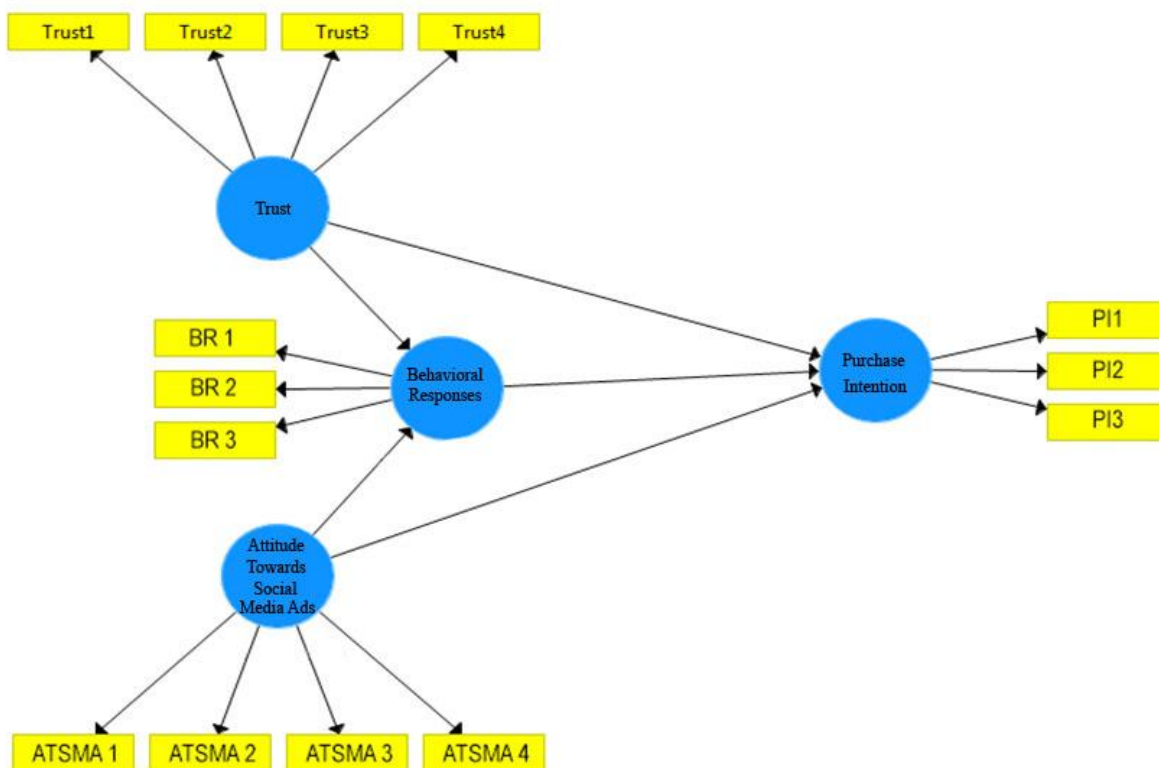 Trust1
Trust2
Trust3
Trust4
Trust
BR 1
BR 2
BR 3
Behavioral
Responses
Purchase
Intention
PI1
PI2
PI3
Attitude
Towards
Social
Media Ads
ATSMA 1
ATSMA 2
ATSMA 3
ATSMA 4